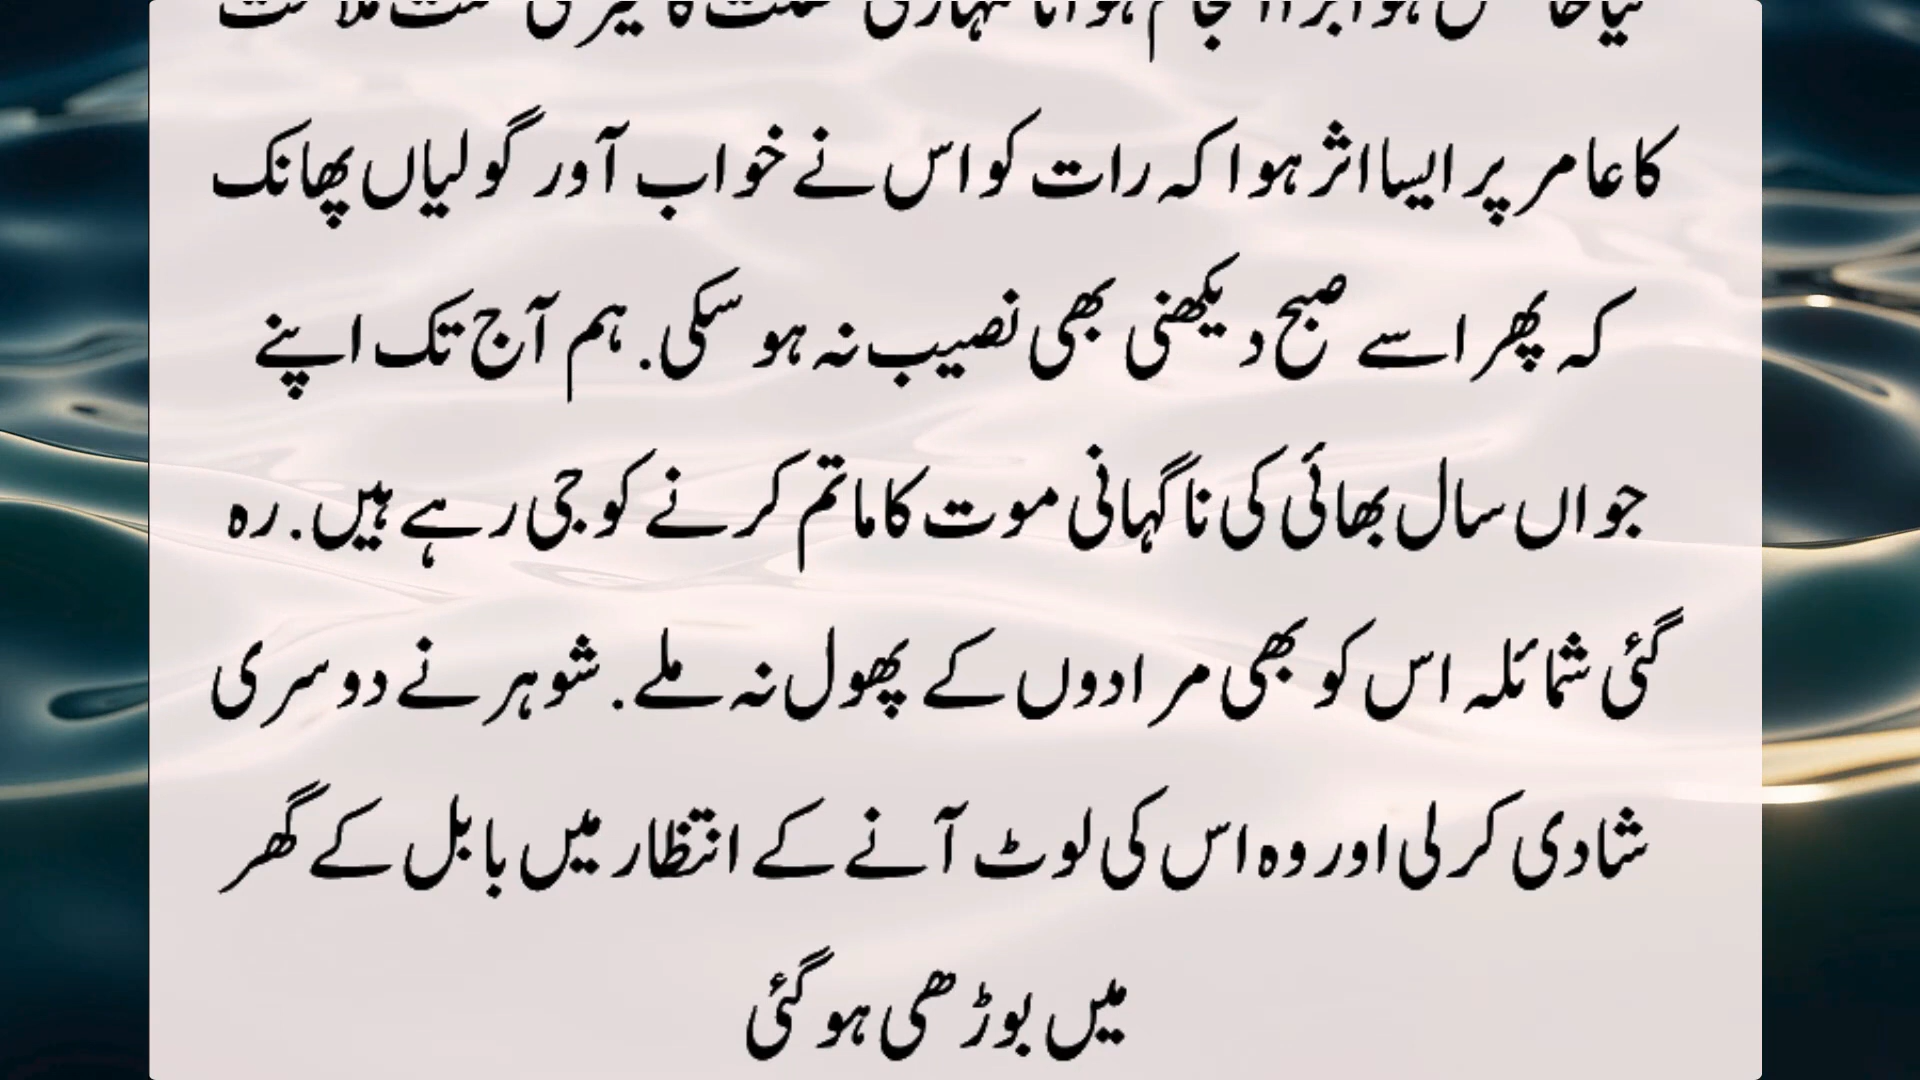 کا عامر پر ایسا اثر ہوا کہ رات کو اس نے خواب آور گولیاں پھانک
کہ پھر اسے صبح دیکھنی بھی نصیب نہ ہو سکی. ہم آج تک اپنے
جواں سال بھائی کی ناگہانی موت کا ماتم کرنے کو جی رہے ہیں. رہ
گئی شمائلہ اس کو بھی مرادوں کے پھول نہ ملے. شوہر نے دوسری
شادی کر لی اور وہ اس کی لوٹ آنے کے انتظار میں بابل کے گھر
میں بوڑھی ہو گئی